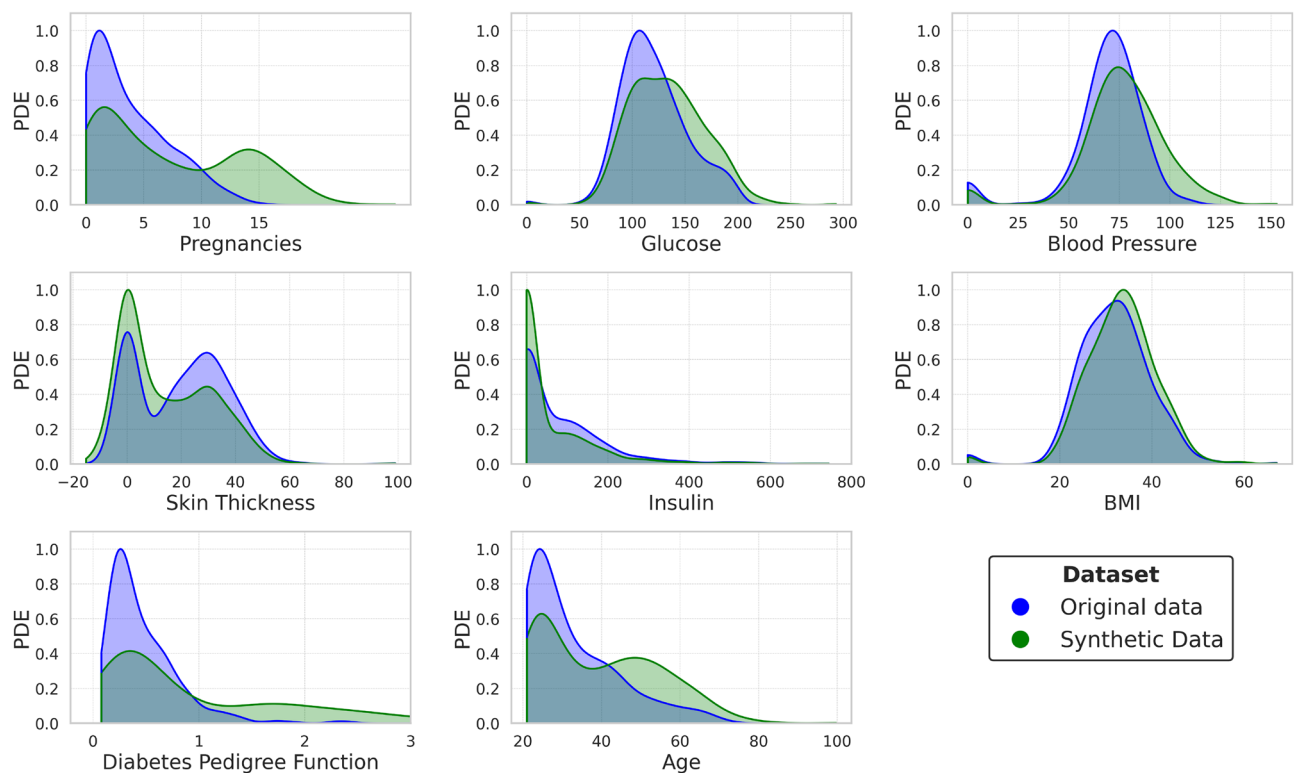 1.0
0.8
0.6
0.4
0.2
0.0
PDE
0 5 10 15
Pregnancies
1.0
0.8
0.6
0.4
0.2
0.0
PDE
0 50 100 150 200 250 300
Glucose
1.0
0.8
0.6
0.4
0.2
0.0
PDE
0 25 50 75 100 125 150
Blood Pressure
1.0
0.8
0.6
0.4
0.2
0.0
PDE
−20 0 20 40 60 80 100
Skin Thickness
1.0
0.8
0.6
0.4
0.2
0.0
PDE
0 200 400 600 800
Insulin
1.0
0.8
0.6
0.4
0.2
0.0
PDE
0 20 40 60
BMI
1.0
0.8
0.6
0.4
0.2
0.0
PDE
0 1 2 3
Diabetes Pedigree Function
1.0
0.8
0.6
0.4
0.2
0.0
PDE
20 40 60 80 100
Age
Dataset
Original data
Synthetic Data